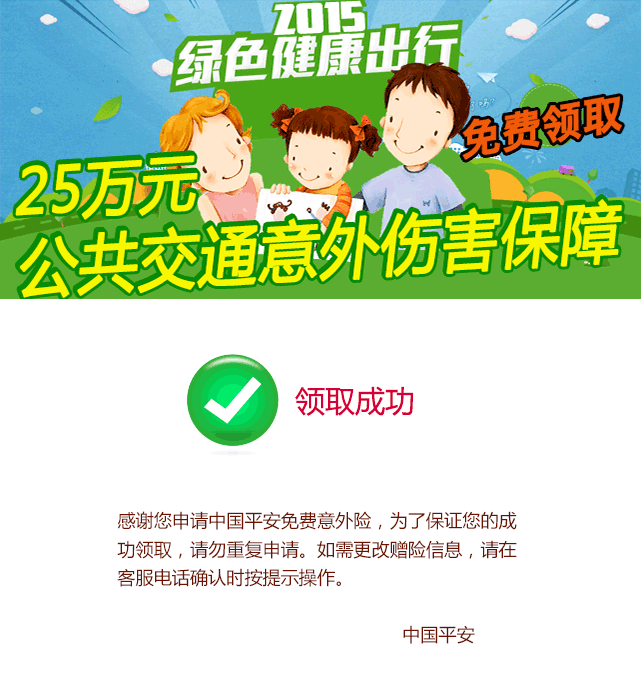 2015
绿色健康出行
免费领取
25万元
公共交通意外伤害保障
领取成功
感谢您申请中国平安免费意外险，为了保证您的成
功领取，请勿重复申请。如需更改赠险信息，请在
客服电话确认时按提示操作。
中国平安